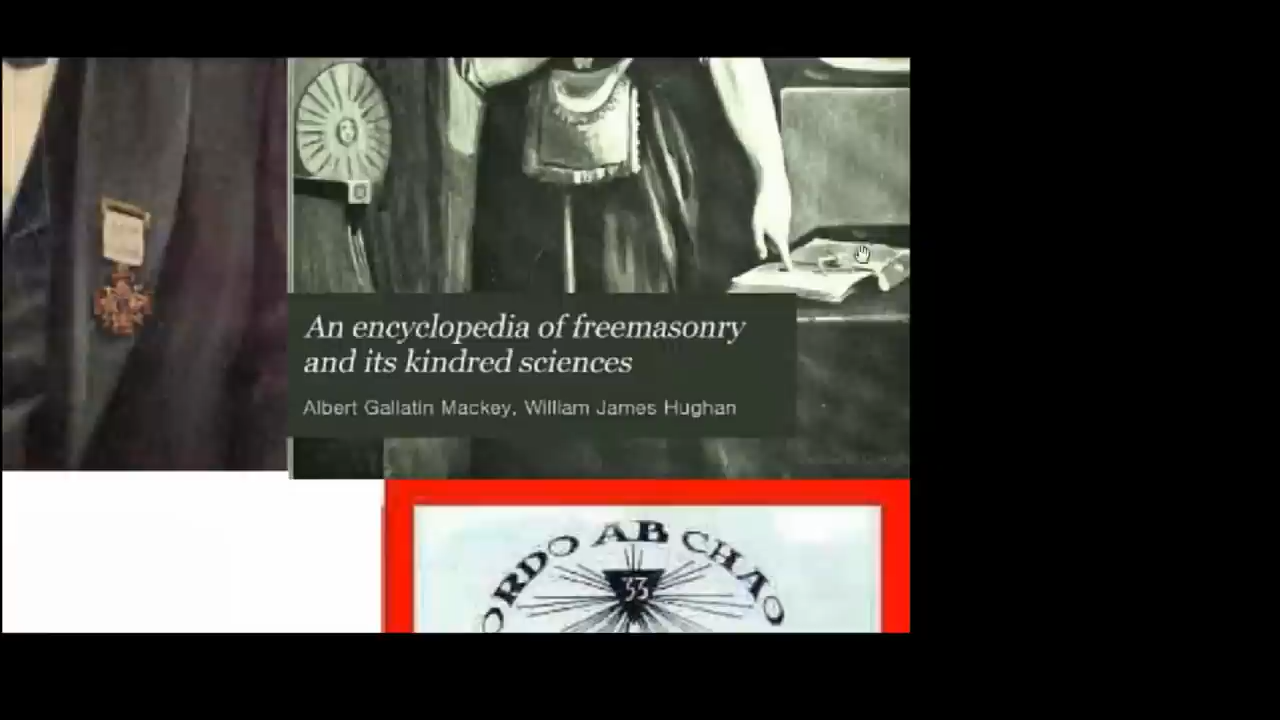 An encyclopedia of freemasonry
and its kindred sciences
Albert Gallatin Mackey, William James Hughan
ORDO AB CHAO
33